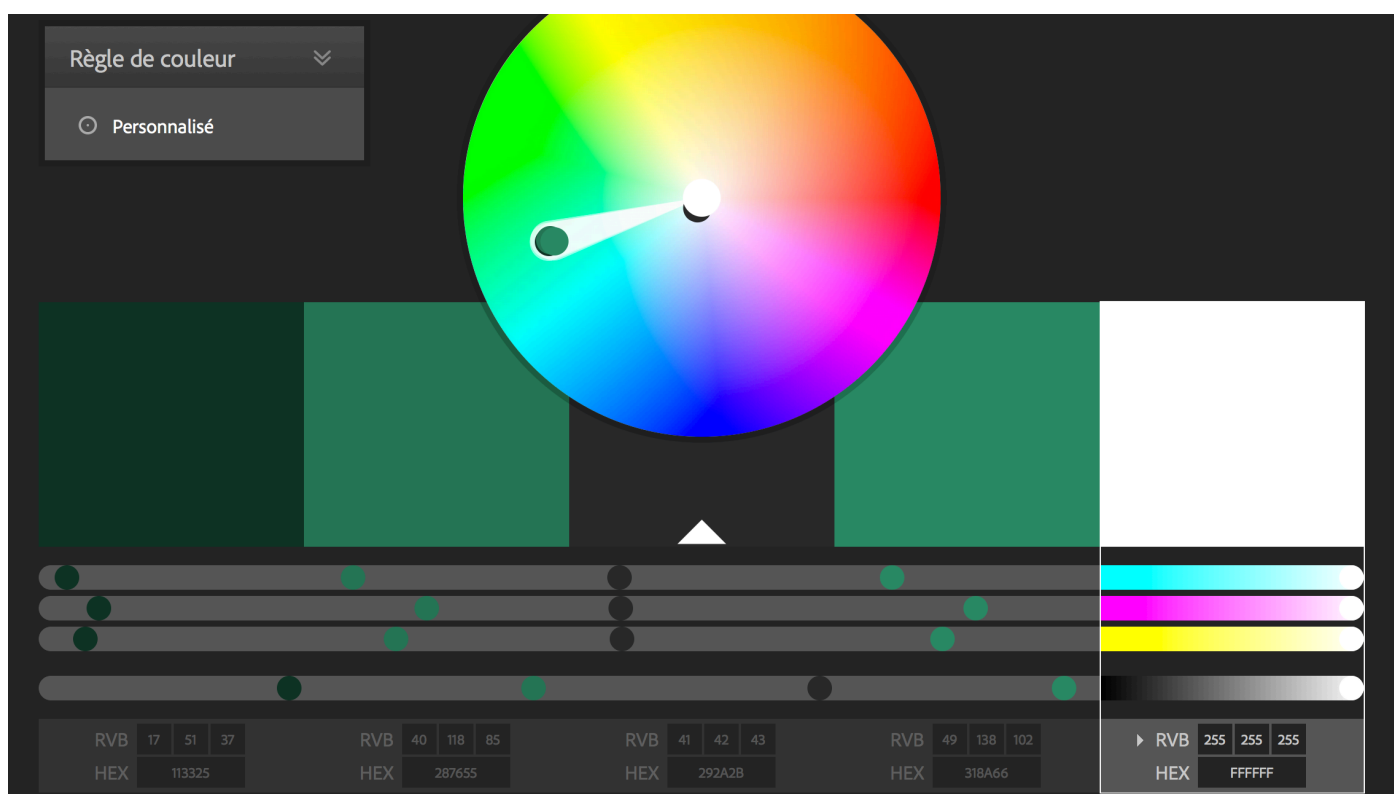 Règle de couleur
Personnalisé
RVB 17 51 37 RVB 40 118 85 RVB 41 42 43 RVB 49 138 102 RVB 255 255 255
HEX 113325 HEX 287655 HEX 292A2B HEX 318A66 HEX FFFFFF